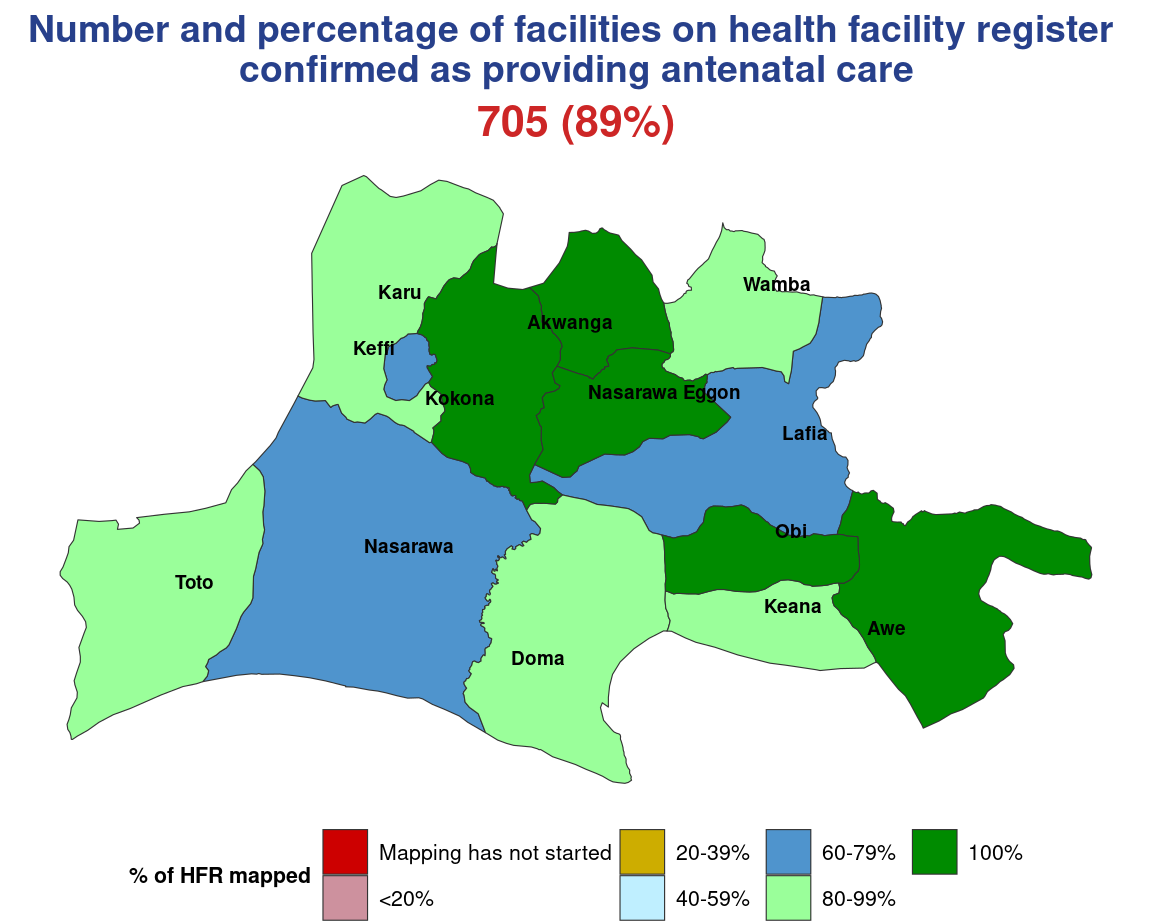 Number and percentage of facilities on health facility register
confirmed as providing antenatal care
705 (89%)
Wamba
Karu
Akwanga
Keffi
Nasarawa Eggon
Kokona
Lafia
Obi
Nasarawa
Toto
Keana
Awe
Doma
% of HFR mapped
Mapping has not started
<20%
20-39%
40-59%
60-79%
80-99%
100%